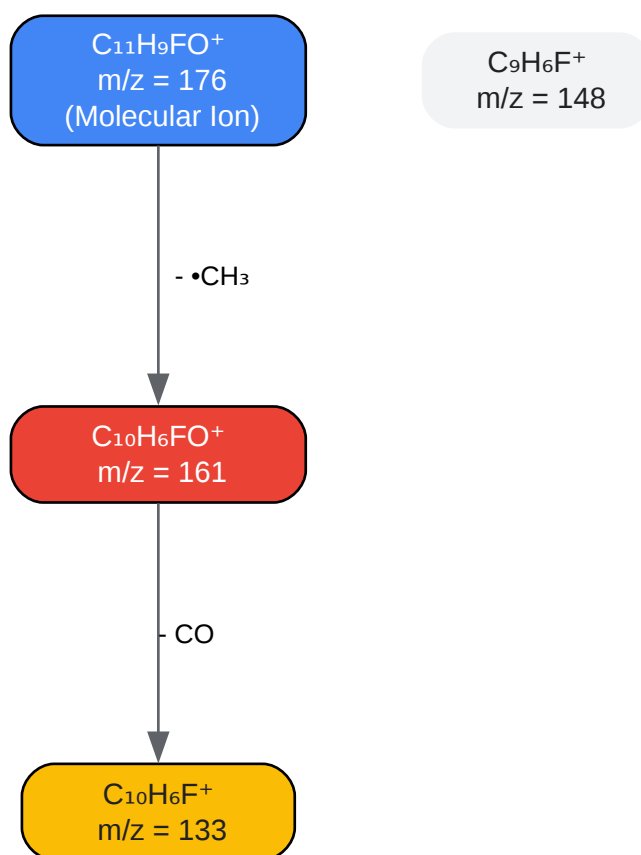 C₁₁H₉FO⁺
m/z = 176
(Molecular Ion)
C₉H₆F⁺
m/z = 148
- •CH₃
C₁₀H₆FO⁺
m/z = 161
- CO
C₁₀H₆F⁺
m/z = 133